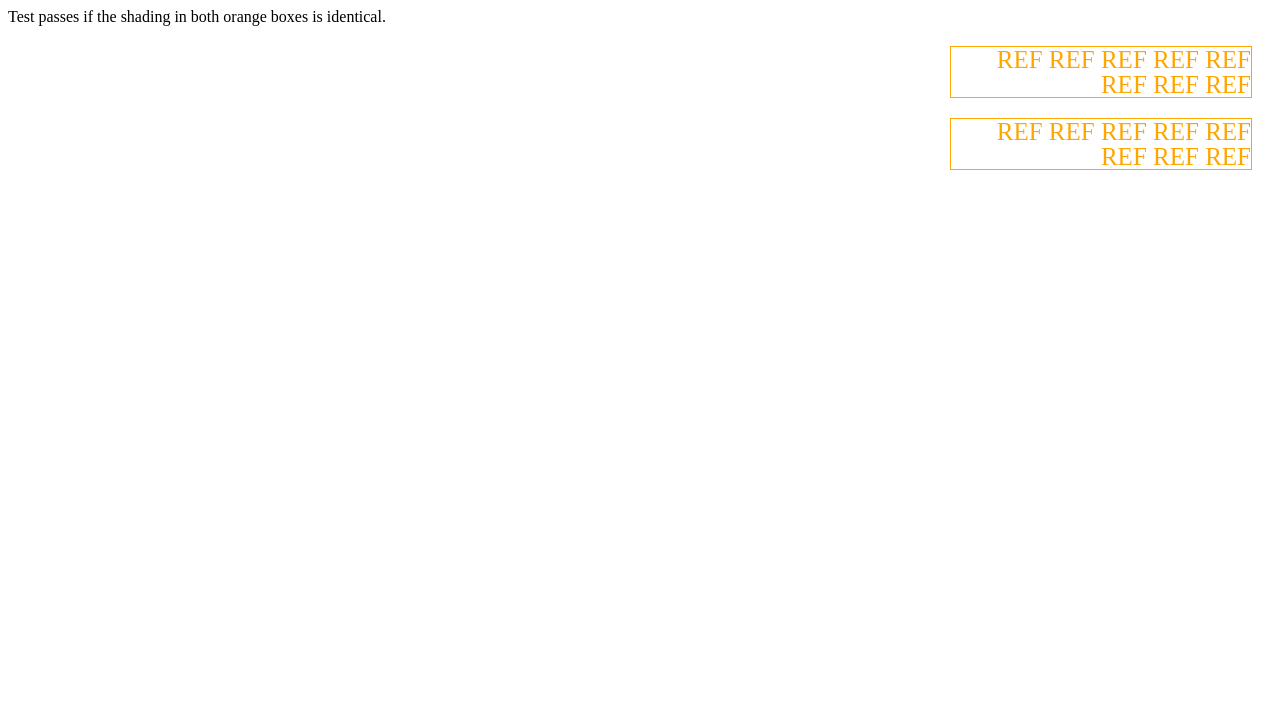 Test passes if the shading in both orange boxes is identical.
REF REF REF REF REF
REF REF REF
REF REF REF REF REF
REF REF REF